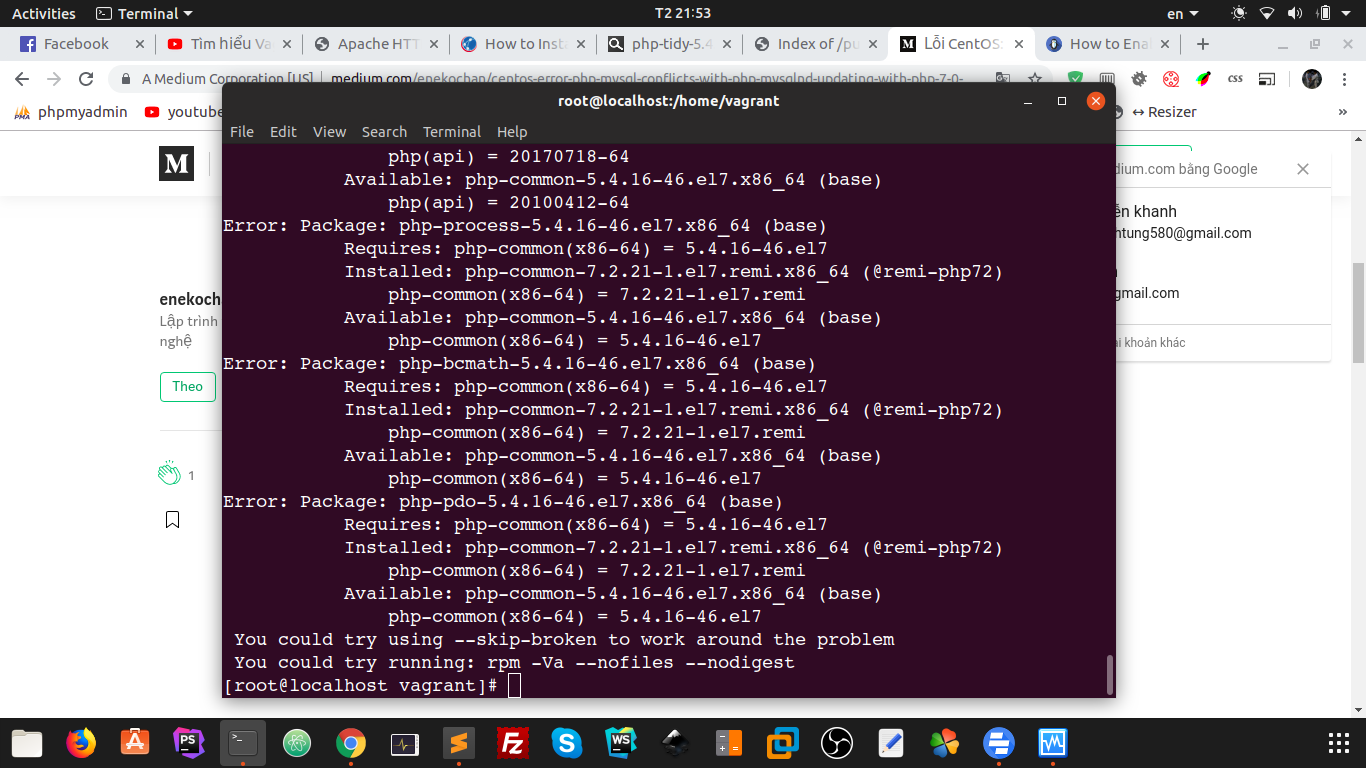 Activities
Terminal
T2 21:53
en
Facebook
Tìm hiểu Va
Apache HTT
How to Insta
php-tidy-5.4
Index of /pu
Lỗi CentOS:
How to Enal
A Medium Corporation [US]
medium.com/enekochan/centos-error-php-mysql-conflicts-with-php-mysqlnd-updating-with-php-7-0-
css
phpmyadmin
youtube
Resizer
»
root@localhost:/home/vagrant
File Edit View Search Terminal Help
php(api) = 20170718-64
Available: php-common-5.4.16-46.el7.x86_64 (base)
php(api) = 20100412-64
Error: Package: php-process-5.4.16-46.el7.x86_64 (base)
Requires: php-common(x86-64) = 5.4.16-46.el7
Installed: php-common-7.2.21-1.el7.remi.x86_64 (@remi-php72)
php-common(x86-64) = 7.2.21-1.el7.remi
Available: php-common-5.4.16-46.el7.x86_64 (base)
php-common(x86-64) = 5.4.16-46.el7
Error: Package: php-bcmath-5.4.16-46.el7.x86_64 (base)
Requires: php-common(x86-64) = 5.4.16-46.el7
Installed: php-common-7.2.21-1.el7.remi.x86_64 (@remi-php72)
php-common(x86-64) = 7.2.21-1.el7.remi
Available: php-common-5.4.16-46.el7.x86_64 (base)
php-common(x86-64) = 5.4.16-46.el7
Error: Package: php-pdo-5.4.16-46.el7.x86_64 (base)
Requires: php-common(x86-64) = 5.4.16-46.el7
Installed: php-common-7.2.21-1.el7.remi.x86_64 (@remi-php72)
php-common(x86-64) = 7.2.21-1.el7.remi
Available: php-common-5.4.16-46.el7.x86_64 (base)
php-common(x86-64) = 5.4.16-46.el7
You could try using --skip-broken to work around the problem
You could try running: rpm -Va --nofiles --nodigest
[root@localhost vagrant]#
M
enekoch
Lập trình
nghệ
Theo
1
dium.com bằng Google
ễn khanh
ntung580@gmail.com
gmail.com
ài khoản khác